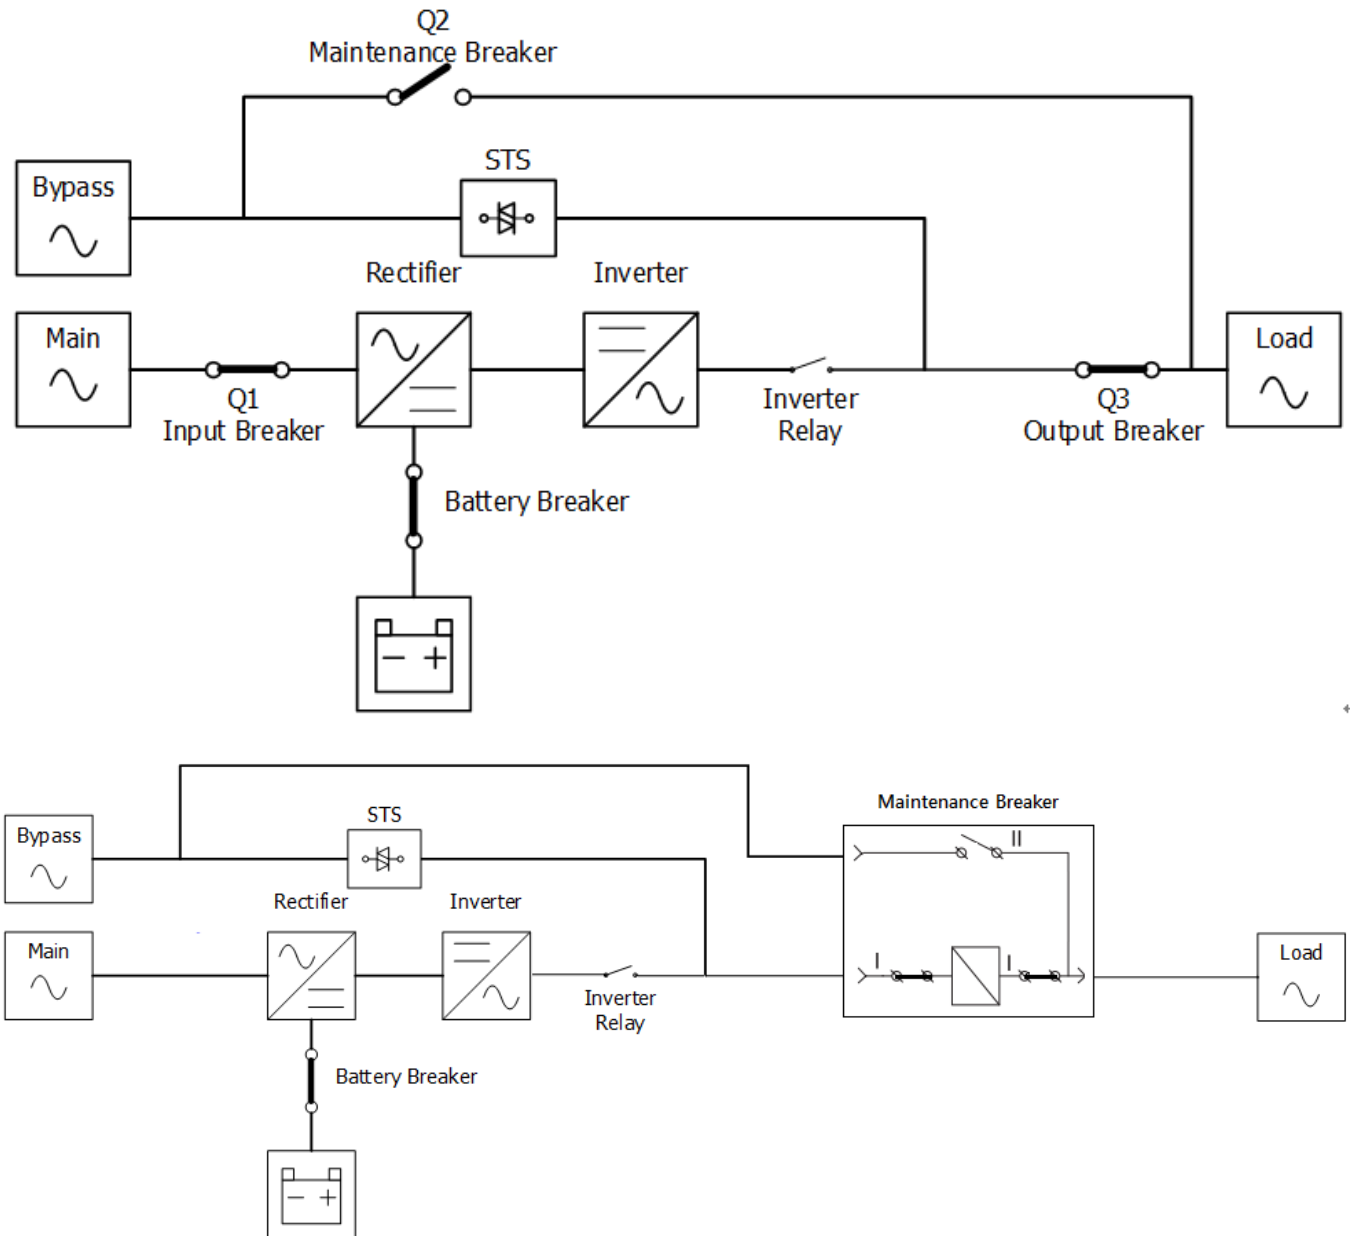 Q2
Maintenance Breaker
STS
Bypass
Rectifier
Inverter
Main
Load
Q1
Input Breaker
Inverter
Relay
Q3
Output Breaker
Battery Breaker
− +
Maintenance Breaker
STS
Bypass
II
Rectifier
Inverter
Main
I
I
Load
Inverter
Relay
Battery Breaker
− +